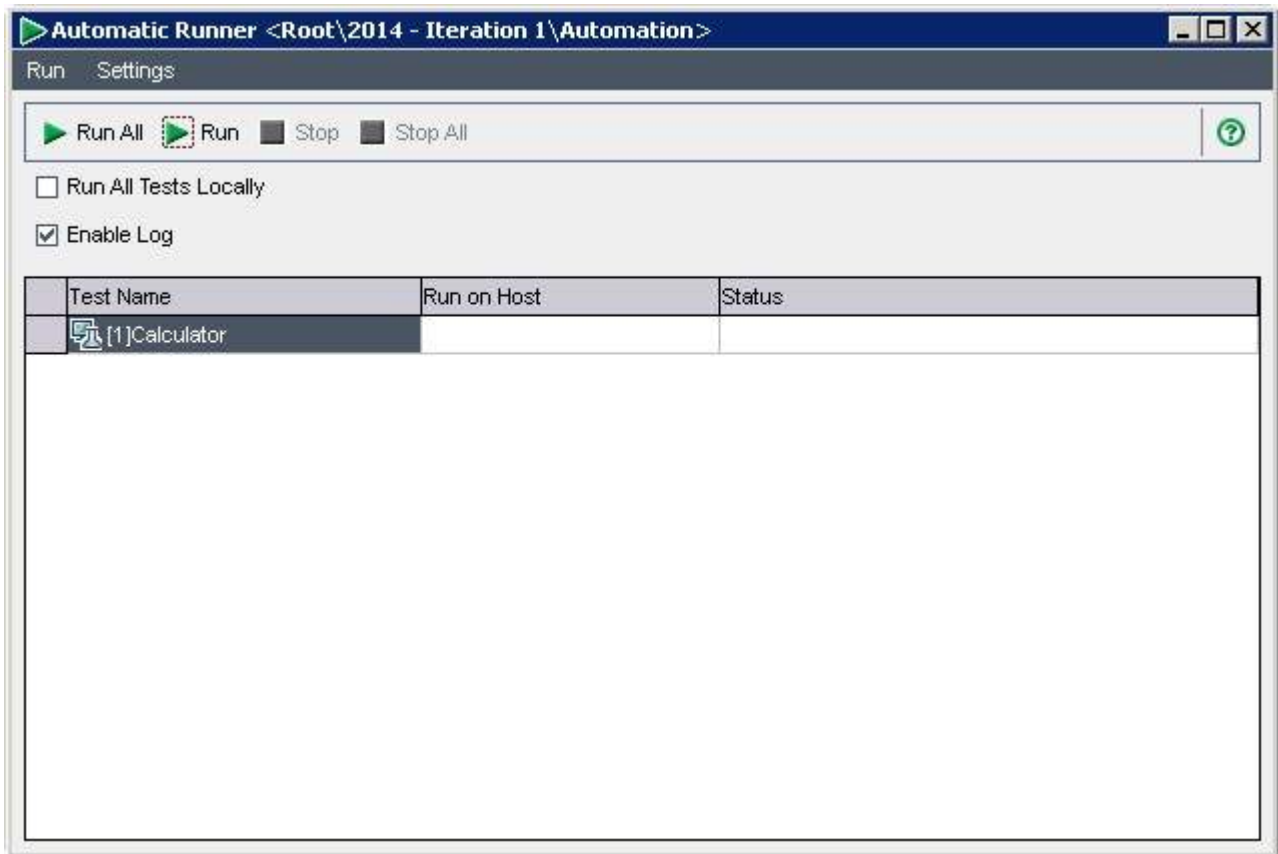 Automatic Runner <Root\2014 - Iteration 1\Automation>
Run Settings
Run All Run Stop Stop All ?
Run All Tests Locally
Enable Log
Test Name Run on Host Status
[1]Calculator